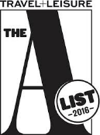 TRAVEL+LEISURE
THE
A
LIST
-2016-